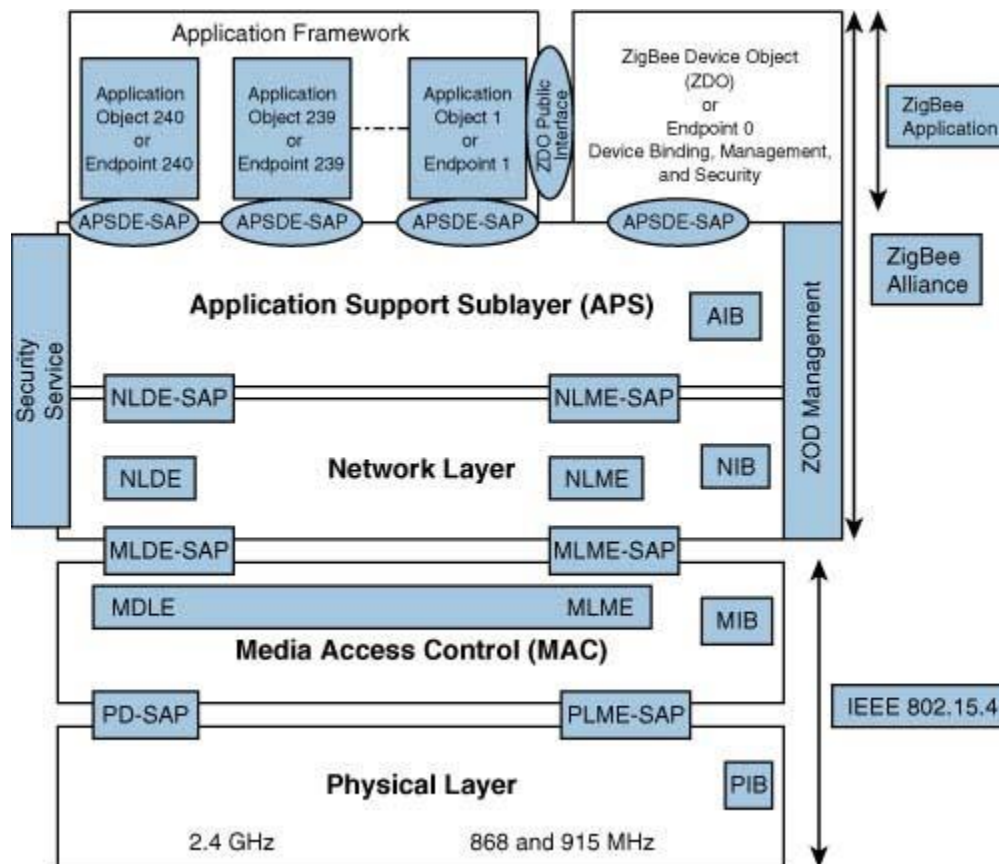 Application Framework
Application
Object 240
or
Endpoint 240
Application
Object 239
or
Endpoint 239
Application
Object 1
or
Endpoint 1
ZDO Public
Interface
ZigBee Device Object
(ZDO)
or
Endpoint 0
Device Binding, Management,
and Security
ZigBee
Application
APSDE-SAP
APSDE-SAP
APSDE-SAP
APSDE-SAP
ZigBee
Alliance
Security
Service
Application Support Sublayer (APS)
AIB
ZOD Management
NLDE-SAP
NLME-SAP
NLDE
Network Layer
NLME
NIB
MLDE-SAP
MLME-SAP
MDLE
MLME
MIB
Media Access Control (MAC)
PD-SAP
PLME-SAP
IEEE 802.15.4
Physical Layer
PIB
2.4 GHz
868 and 915 MHz